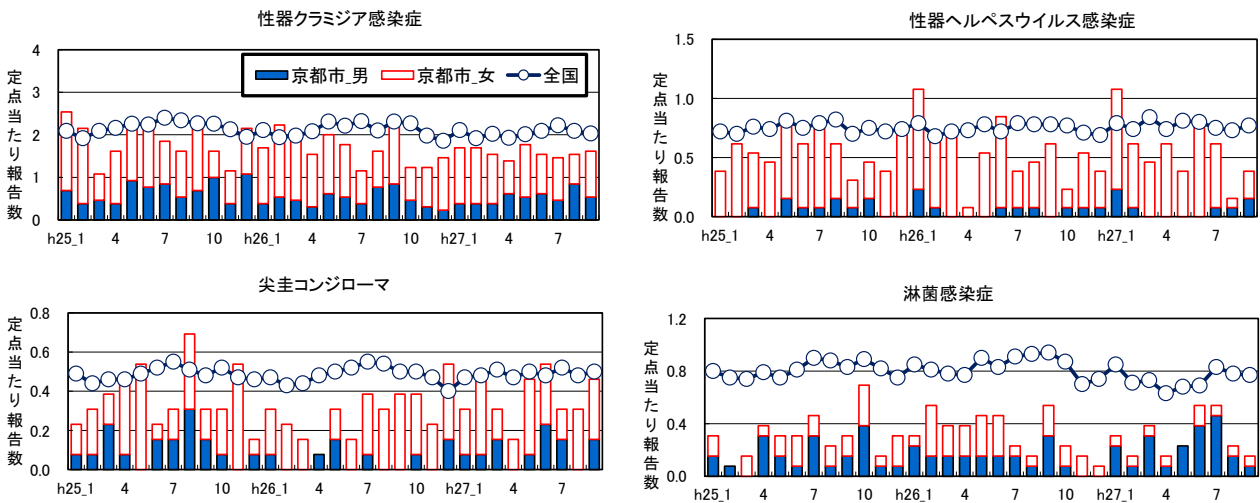 性器クラミジア感染症
定点当たり報告数
4
3
2
1
0
京都市_男
京都市_女
全国
h25_1 4 7 10 h26_1 4 7 10 h27_1 4 7
性器ヘルペスウイルス感染症
定点当たり報告数
1.5
1.0
0.5
0.0
h25_1 4 7 10 h26_1 4 7 10 h27_1 4 7
尖圭コンジローマ
定点当たり報告数
0.8
0.6
0.4
0.2
0.0
h25_1 4 7 10 h26_1 4 7 10 h27_1 4 7
淋菌感染症
定点当たり報告数
1.2
0.8
0.4
0.0
h25_1 4 7 10 h26_1 4 7 10 h27_1 4 7